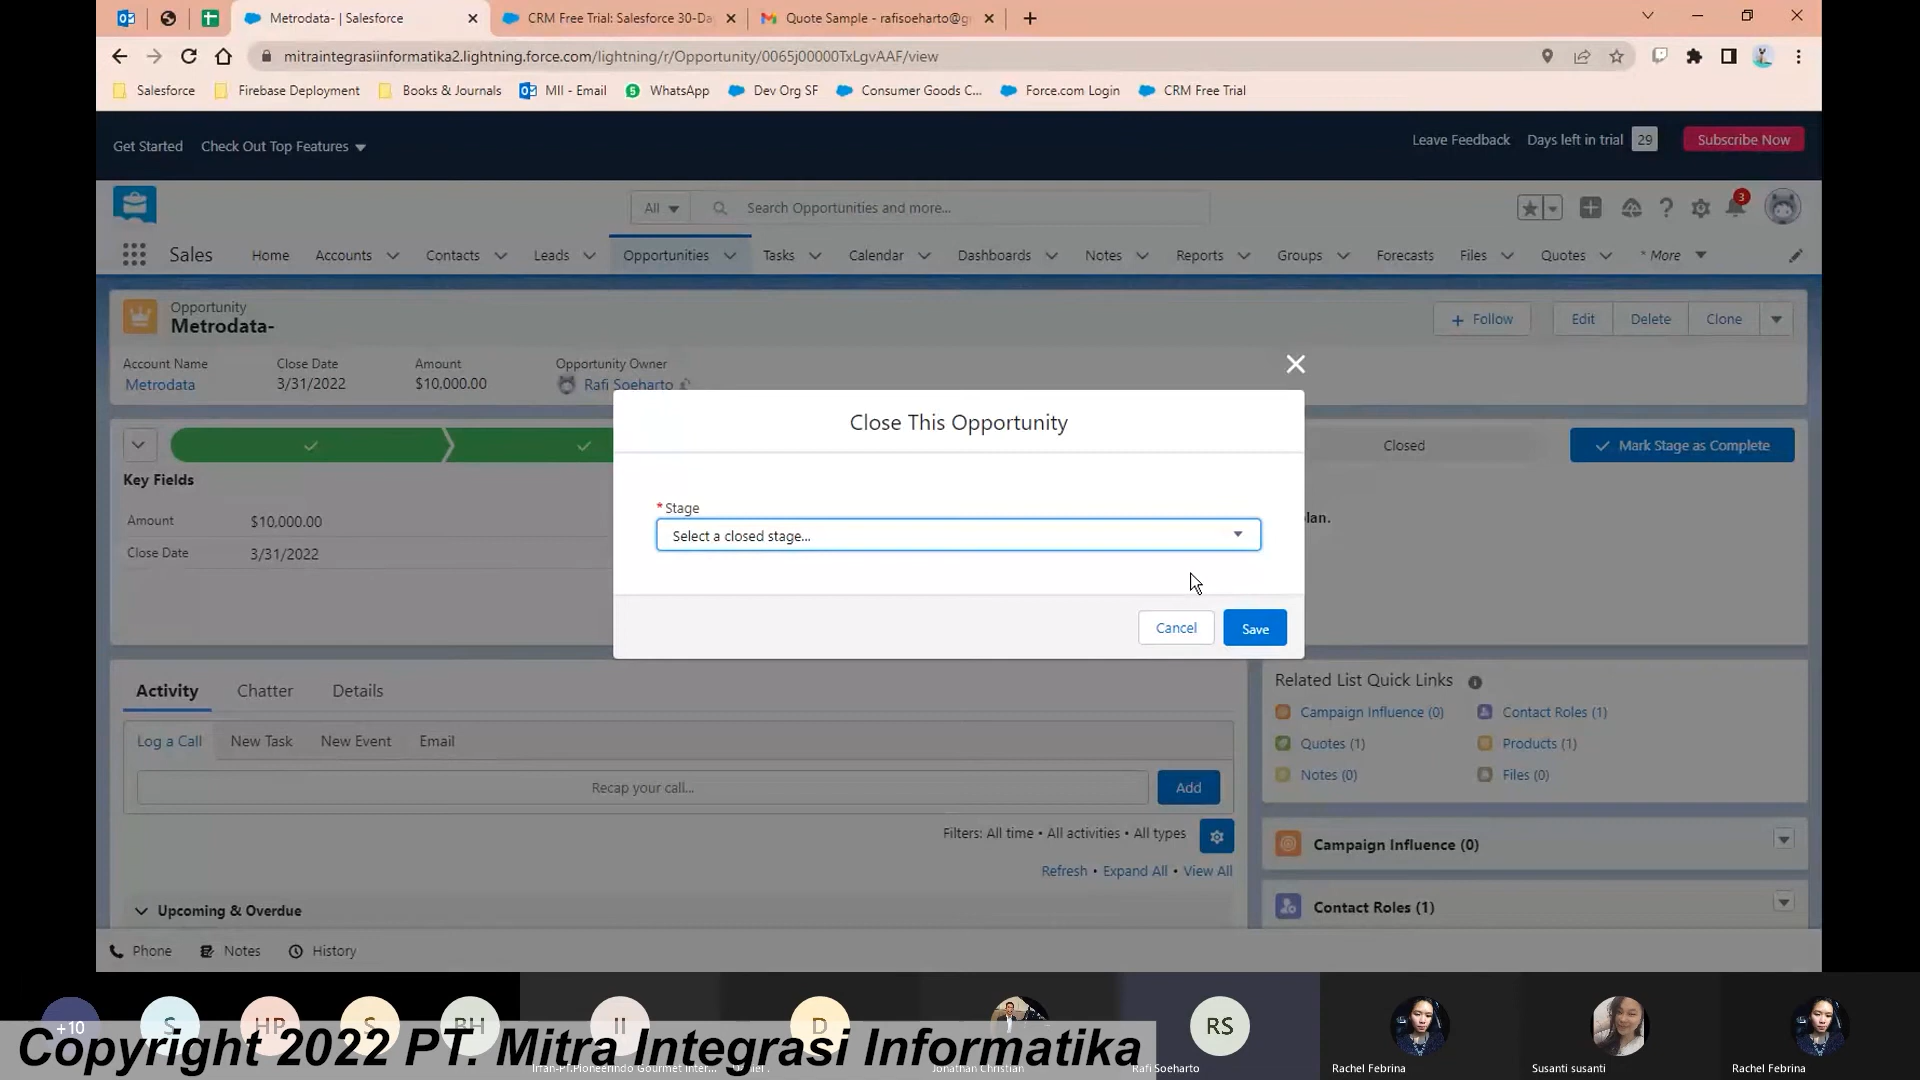 Metrodata- | Salesforce
CRM Free Trial: Salesforce 30-Da
Quote Sample - rafisoeharto@g
mitraintegrasiinformatika2.lightning.force.com/lightning/r/Opportunity/0065j00000TxLgvAAF/view
Salesforce
Firebase Deployment
Books & Journals
MII - Email
WhatsApp
Dev Org SF
Consumer Goods C...
Force.com Login
CRM Free Trial
Get Started
Check Out Top Features
Leave Feedback
Days left in trial
29
Subscribe Now
All
Search Opportunities and more...
3
Sales
Home
Accounts
Contacts
Leads
Opportunities
Tasks
Calendar
Dashboards
Notes
Reports
Groups
Forecasts
Files
Quotes
* More
Opportunity
Metrodata-
+ Follow
Edit
Delete
Clone
Account Name
Close Date
Amount
Opportunity Owner
Metrodata
3/31/2022
$10,000.00
Rafi Soeharto
Close This Opportunity
Closed
Mark Stage as Complete
Key Fields
Amount
$10,000.00
Close Date
3/31/2022
lan.
* Stage
Select a closed stage...
Cancel
Save
Activity
Chatter
Details
Log a Call
New Task
New Event
Email
Recap your call...
Add
Filters: All time • All activities • All types
Refresh • Expand All • View All
Upcoming & Overdue
Related List Quick Links
Campaign Influence (0)
Contact Roles (1)
Quotes (1)
Products (1)
Notes (0)
Files (0)
Campaign Influence (0)
Contact Roles (1)
Phone
Notes
History
+10
S
HP
S
BH
II
D
RS
Copyright 2022 PT. Mitra Integrasi Informatika
Jonathan Christian
Rafi Soeharto
Rachel Febrina
Susanti susanti
Rachel Febrina